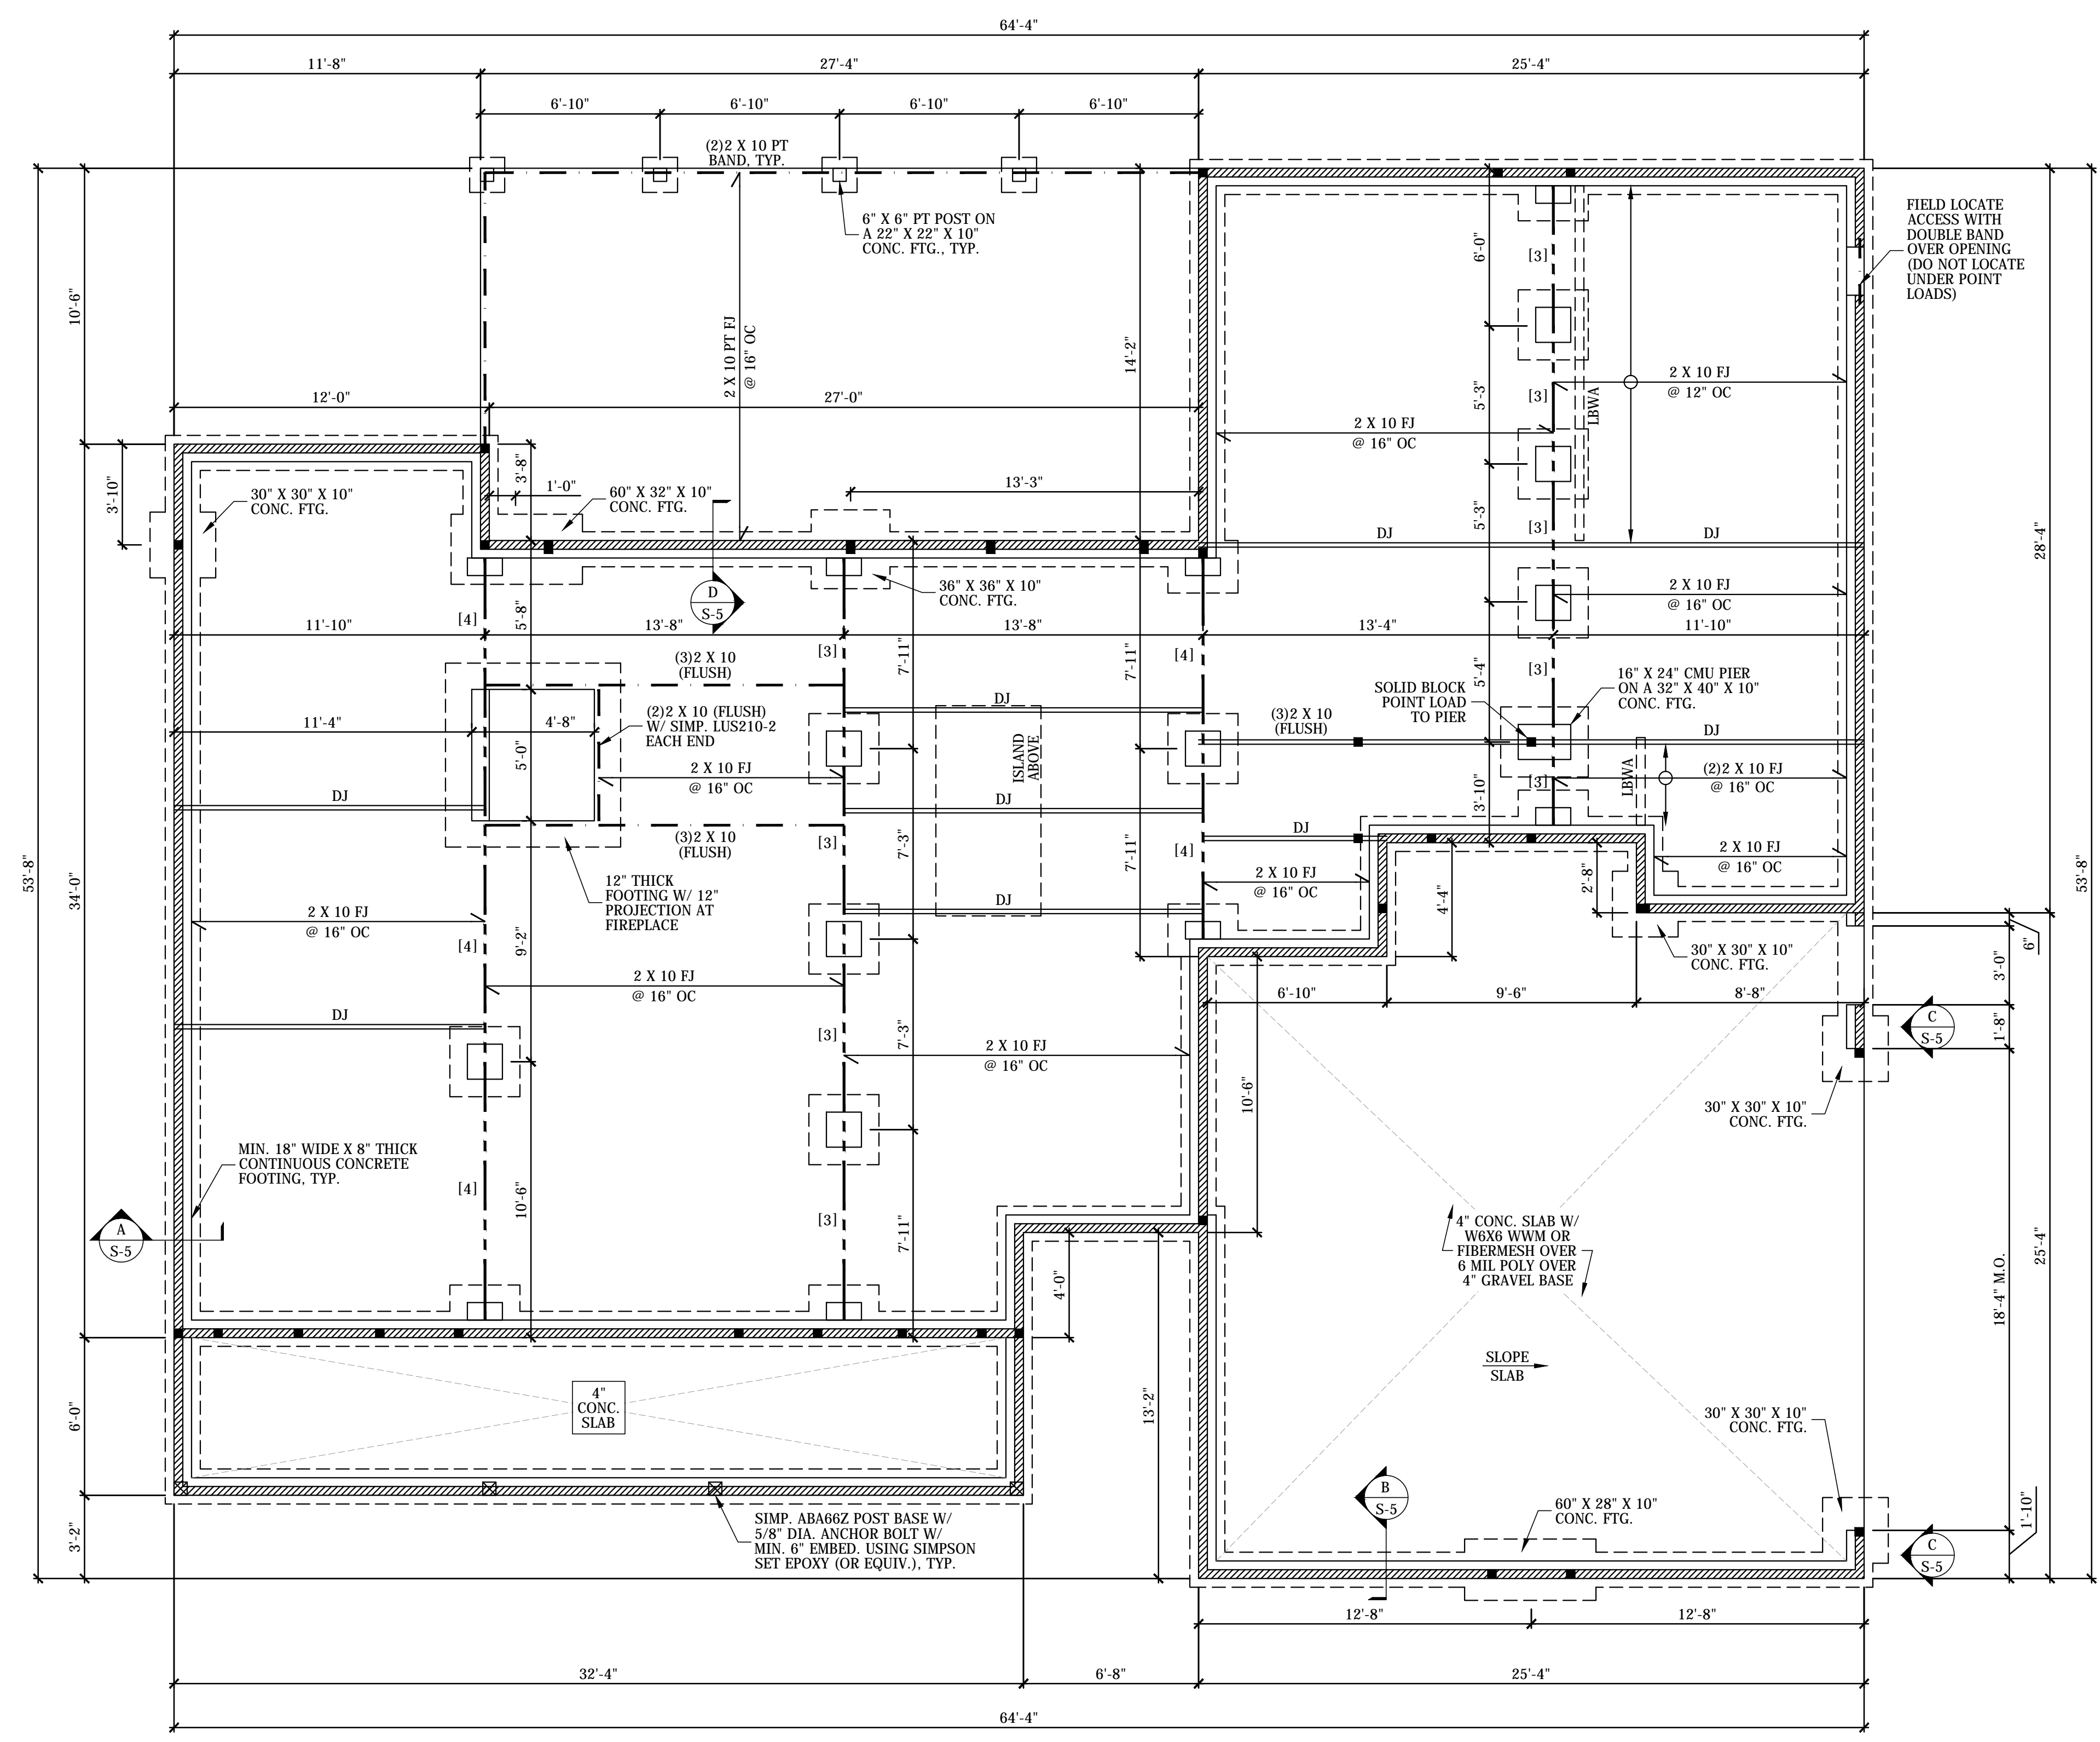 64'-4"
11'-8"
27'-4"
25'-4"
6'-10"
6'-10"
6'-10"
6'-10"
(2)2 X 10 PT
BAND, TYP.
6" X 6" PT POST ON
A 22" X 22" X 10"
CONC. FTG., TYP.
FIELD LOCATE
ACCESS WITH
DOUBLE BAND
OVER OPENING
(DO NOT LOCATE
UNDER POINT
LOADS)
10'-6"
2 X 10 PT FJ
@ 16" OC
14'-2"
6'-0"
[3]
2 X 10 FJ
@ 12" OC
5'-3"
[3]
LBWA
12'-0"
27'-0"
2 X 10 FJ
@ 16" OC
3'-10"
30" X 30" X 10"
CONC. FTG.
3'-8"
1'-0"
60" X 32" X 10"
CONC. FTG.
13'-3"
5'-3"
[3]
DJ
DJ
28'-4"
D
S-5
36" X 36" X 10"
CONC. FTG.
2 X 10 FJ
@ 16" OC
[4]
5'-8"
11'-10"
13'-8"
13'-8"
13'-4"
11'-10"
[3]
7'-11"
7'-11"
[4]
5'-4"
[3]
(3)2 X 10
(FLUSH)
SOLID BLOCK
POINT LOAD
TO PIER
16" X 24" CMU PIER
ON A 32" X 40" X 10"
CONC. FTG.
11'-4"
4'-8"
5'-0"
(2)2 X 10 (FLUSH)
W/ SIMP. LUS210-2
EACH END
DJ
ISLAND
ABOVE
(3)2 X 10
(FLUSH)
DJ
2 X 10 FJ
@ 16" OC
[3]
3'-10"
LBWA
(2)2 X 10 FJ
@ 16" OC
DJ
DJ
(3)2 X 10
(FLUSH)
[3]
7'-3"
7'-11"
[4]
DJ
2 X 10 FJ
@ 16" OC
53'-8"
34'-0"
53'-8"
12" THICK
FOOTING W/ 12"
PROJECTION AT
FIREPLACE
DJ
2 X 10 FJ
@ 16" OC
4'-4"
2'-8"
2 X 10 FJ
@ 16" OC
[4]
9'-2"
2 X 10 FJ
@ 16" OC
30" X 30" X 10"
CONC. FTG.
6"
3'-0"
6'-10"
9'-6"
8'-8"
DJ
[3]
7'-3"
2 X 10 FJ
@ 16" OC
C
S-5
1'-8"
10'-6"
30" X 30" X 10"
CONC. FTG.
MIN. 18" WIDE X 8" THICK
CONTINUOUS CONCRETE
FOOTING, TYP.
[4]
10'-6"
[3]
7'-11"
A
S-5
4" CONC. SLAB W/
W6X6 WWM OR
FIBERMESH OVER
6 MIL POLY OVER
4" GRAVEL BASE
4'-0"
18'-4" M.O.
25'-4"
SLOPE
SLAB
6'-0"
4"
CONC.
SLAB
13'-2"
30" X 30" X 10"
CONC. FTG.
B
S-5
60" X 28" X 10"
CONC. FTG.
1'-10"
3'-2"
SIMP. ABA66Z POST BASE W/
5/8" DIA. ANCHOR BOLT W/
MIN. 6" EMBED. USING SIMPSON
SET EPOXY (OR EQUIV.), TYP.
C
S-5
12'-8"
12'-8"
32'-4"
6'-8"
25'-4"
64'-4"